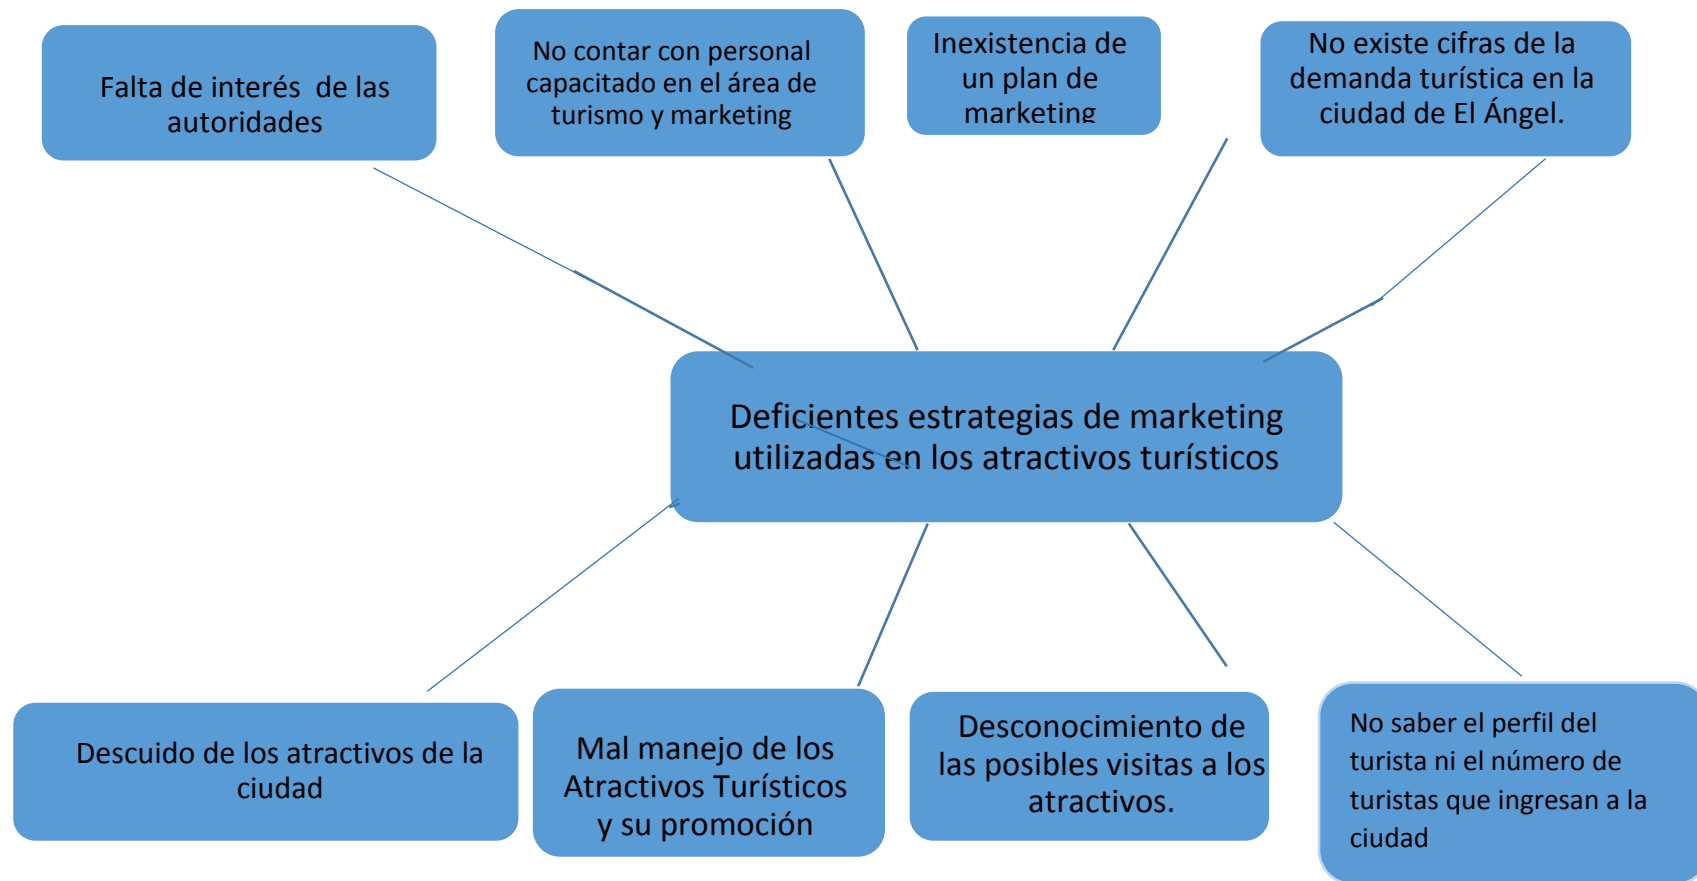 Falta de interés  de las
autoridades
No contar con personal
capacitado en el área de
turismo y marketing
Inexistencia de
un plan de
marketing
No existe cifras de la
demanda turística en la
ciudad de El Ángel.
Deficientes estrategias de marketing
utilizadas en los atractivos turísticos
Descuido de los atractivos de la
ciudad
Mal manejo de los
Atractivos Turísticos
y su promoción
Desconocimiento de
las posibles visitas a los
atractivos.
No saber el perfil del
turista ni el número de
turistas que ingresan a la
ciudad